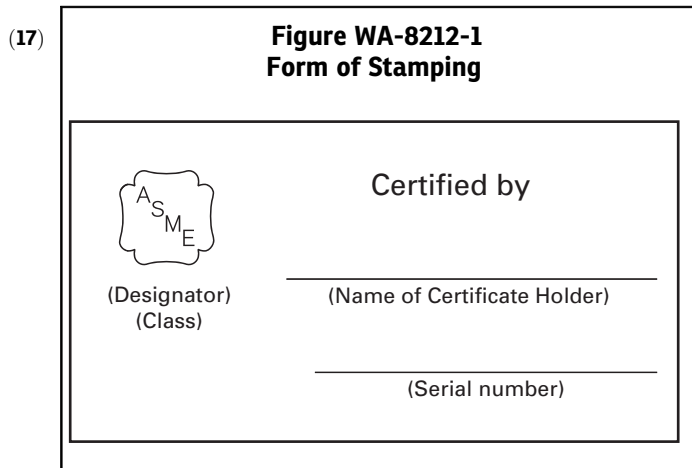 (17)
Figure WA-8212-1
Form of Stamping
ASME
Certified by
(Designator)
(Class)
(Name of Certificate Holder)
(Serial number)